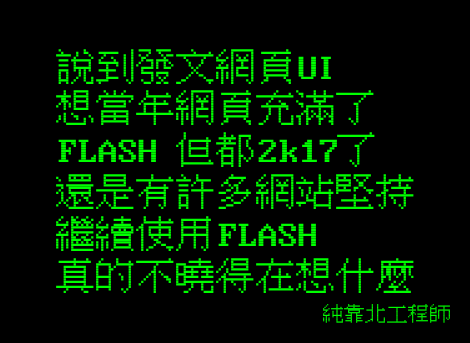 說到發文網頁UI
想當年網頁充滿了
FLASH 但都2k17了
還是有許多網站堅持
繼續使用FLASH
真的不曉得在想什麼
純靠北工程師